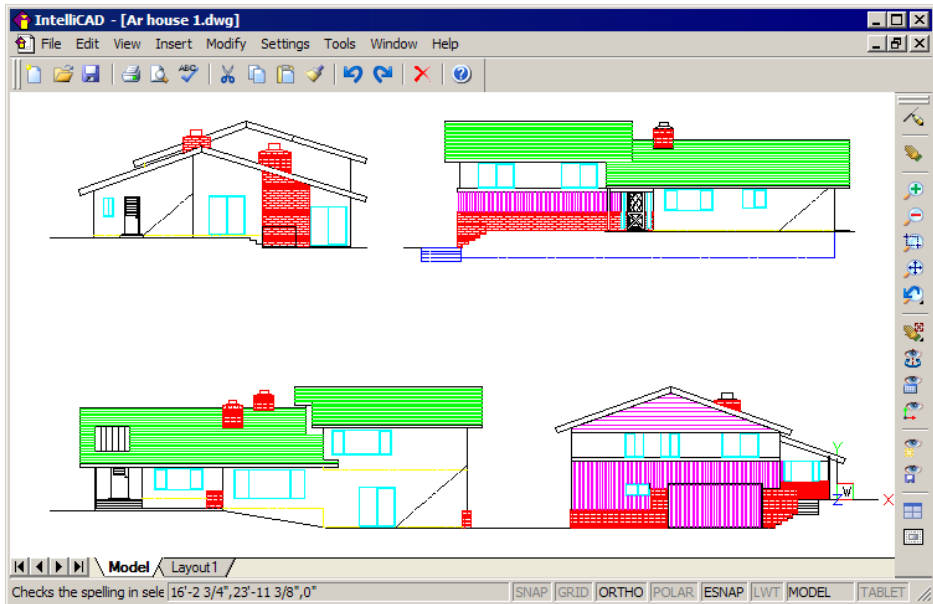 IntelliCAD - [Ar house 1.dwg]
File Edit View Insert Modify Settings Tools Window Help
ABC
Y
W
Z
X
Model Layout1
Checks the spelling in sele 16'-2 3/4",23'-11 3/8",0" SNAP GRID ORTHO POLAR ESNAP LWT MODEL TABLET